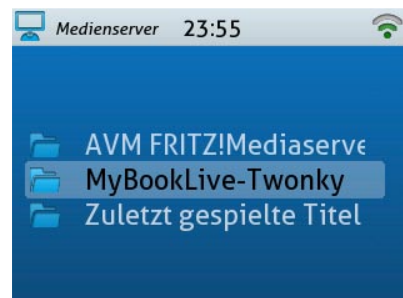 Medienserver 23:55
AVM FRITZ!Mediaserve
MyBookLive-Twonky
Zuletzt gespielte Titel